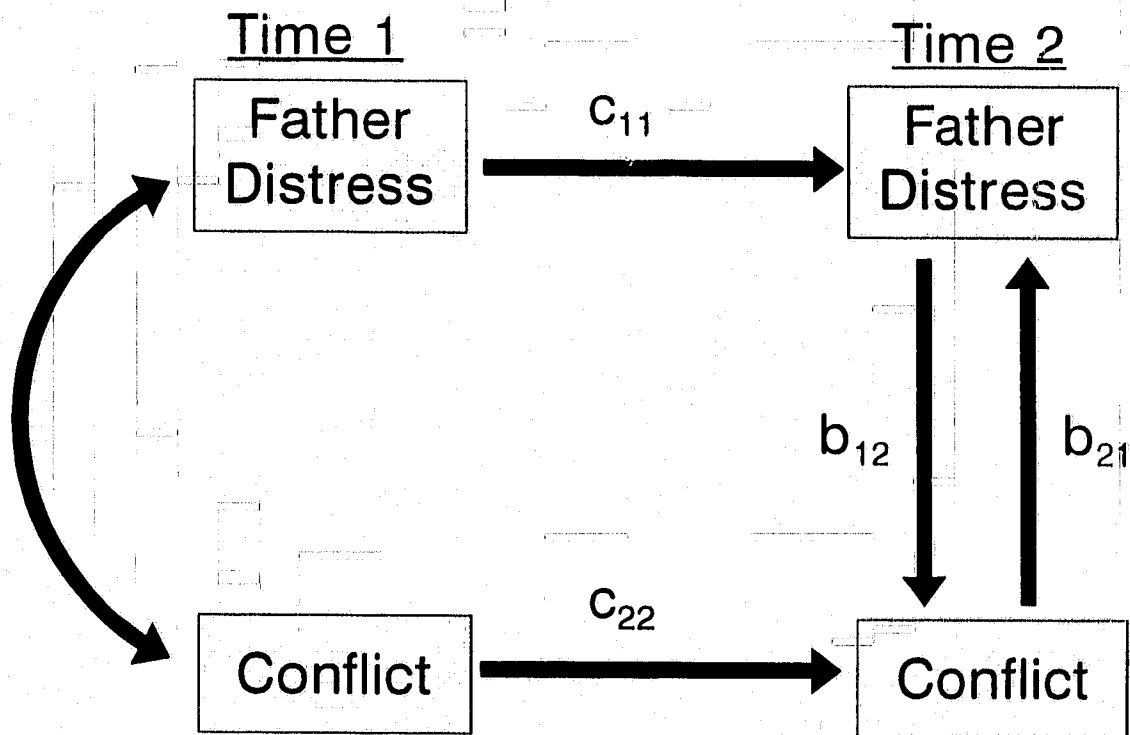 Time 1
Time 2
Father
Distress
c₁₁
Father
Distress
b₁₂
b₂₁
Conflict
c₂₂
Conflict